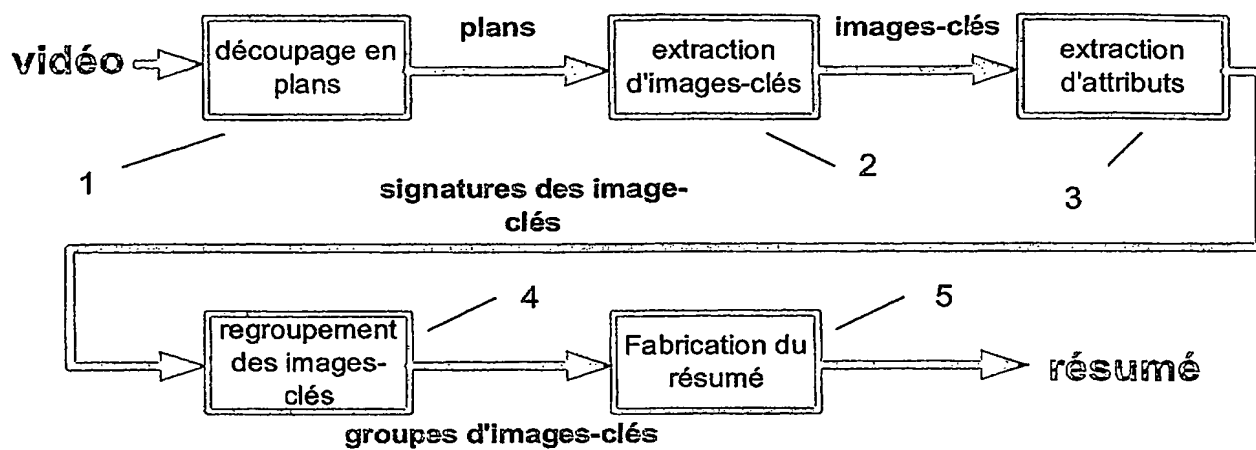 vidéo
découpage en
plans
plans
extraction
d'images-clés
images-clés
extraction
d'attributs
1
2
3
signatures des image-
clés
regroupement
des images-
clés
4
groupes d'images-clés
Fabrication du
résumé
5
résumé